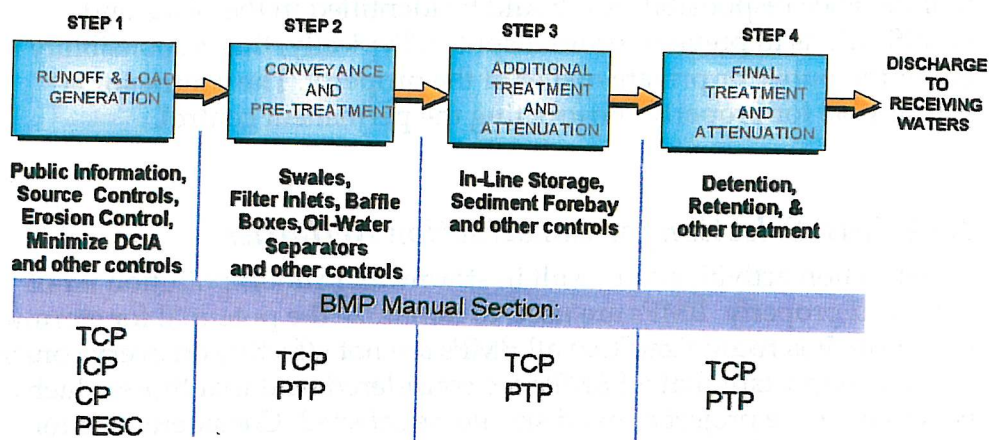 STEP 1
RUNOFF & LOAD
GENERATION
Public Information,
Source Controls,
Erosion Control,
Minimize DCIA
and other controls
STEP 2
CONVEYANCE
AND
PRE-TREATMENT
Swales,
Filter Inlets, Baffle
Boxes,Oil-Water
Separators
and other controls
STEP 3
ADDITIONAL
TREATMENT
AND
ATTENUATION
In-Line Storage,
Sediment Forebay
and other controls
STEP 4
FINAL
TREATMENT
AND
ATTENUATION
Detention,
Retention, &
other treatment
DISCHARGE
TO
RECEIVING
WATERS
BMP Manual Section:
TCP
ICP
CP
PESC
TCP
PTP
TCP
PTP
TCP
PTP